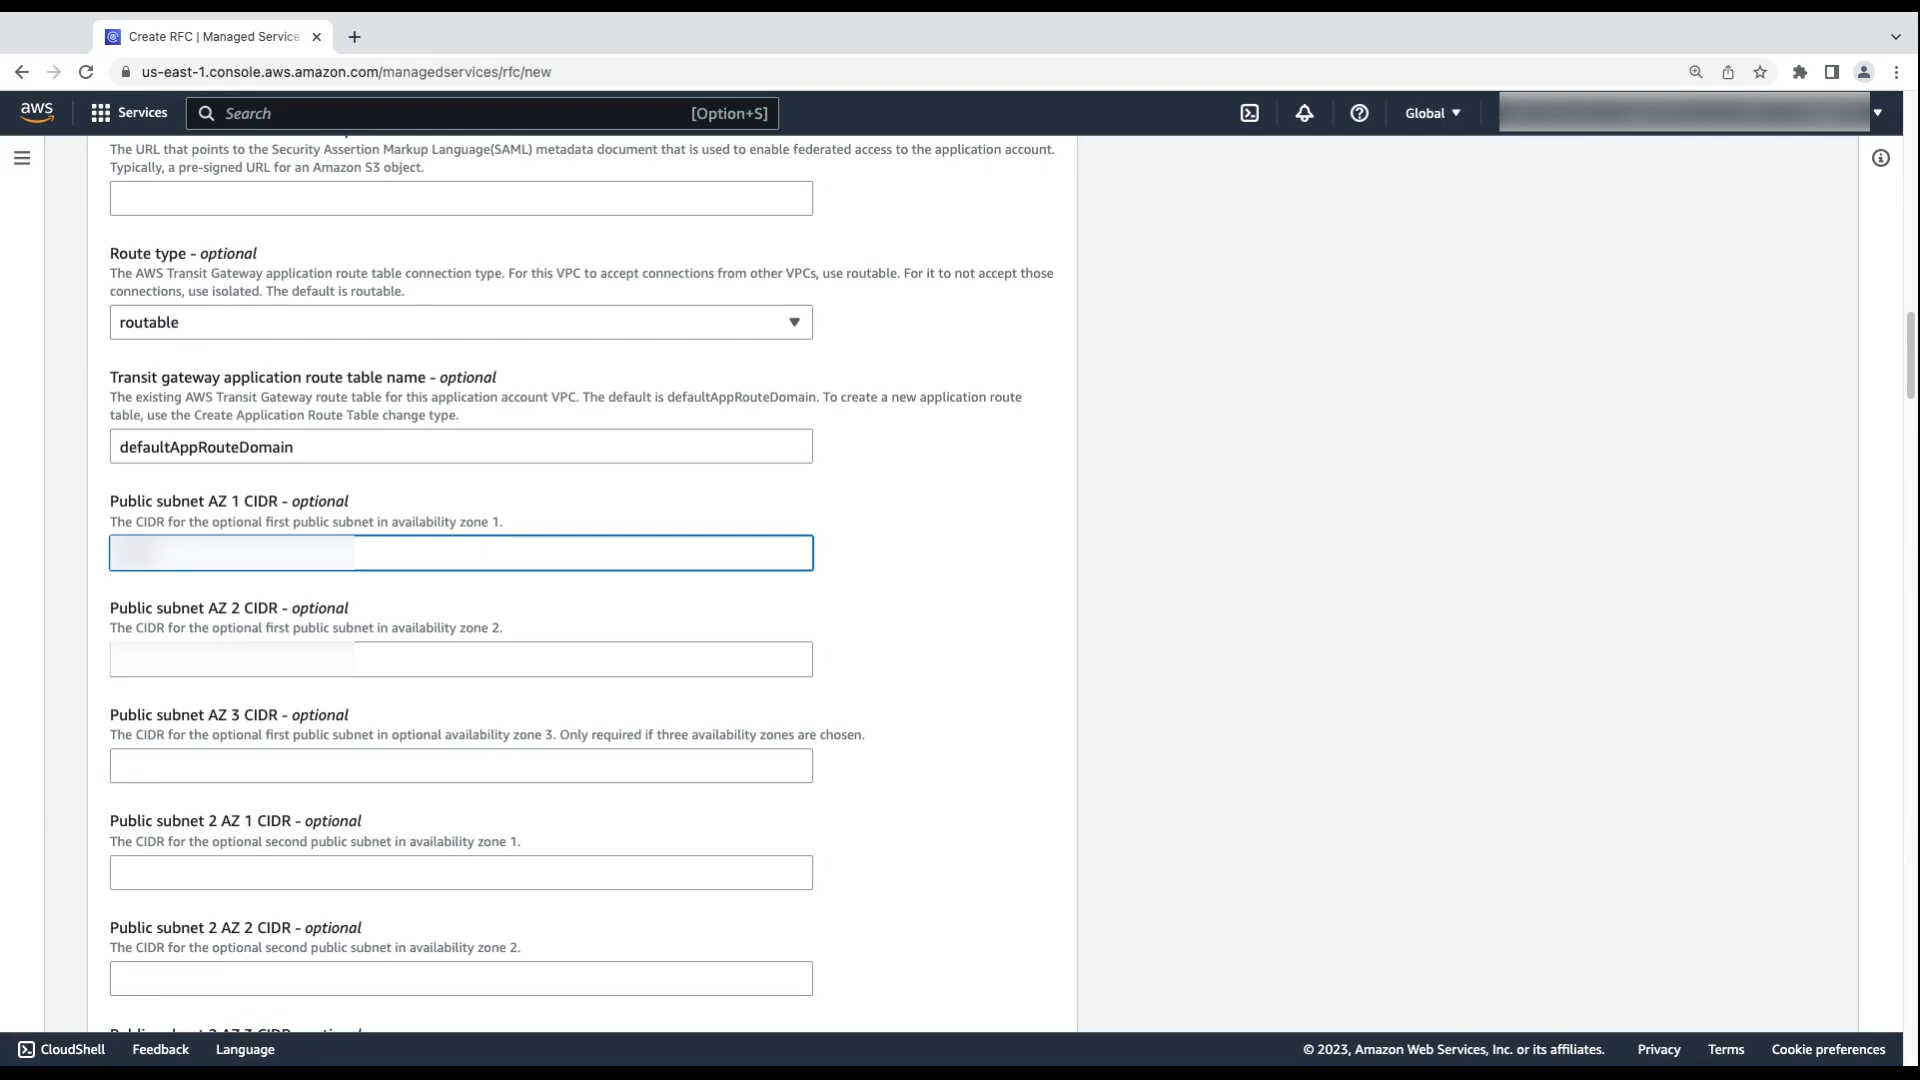 Create RFC | Managed Service
us-east-1.console.aws.amazon.com/managedservices/rfc/new
aws
Services
Search
[Option+S]
Global
The URL that points to the Security Assertion Markup Language(SAML) metadata document that is used to enable federated access to the application account.
Typically, a pre-signed URL for an Amazon S3 object.
Route type - optional
The AWS Transit Gateway application route table connection type. For this VPC to accept connections from other VPCs, use routable. For it to not accept those
connections, use isolated. The default is routable.
routable
Transit gateway application route table name - optional
The existing AWS Transit Gateway route table for this application account VPC. The default is defaultAppRouteDomain. To create a new application route
table, use the Create Application Route Table change type.
defaultAppRouteDomain
Public subnet AZ 1 CIDR - optional
The CIDR for the optional first public subnet in availability zone 1.
Public subnet AZ 2 CIDR - optional
The CIDR for the optional first public subnet in availability zone 2.
Public subnet AZ 3 CIDR - optional
The CIDR for the optional first public subnet in optional availability zone 3. Only required if three availability zones are chosen.
Public subnet 2 AZ 1 CIDR - optional
The CIDR for the optional second public subnet in availability zone 1.
Public subnet 2 AZ 2 CIDR - optional
The CIDR for the optional second public subnet in availability zone 2.
CloudShell
Feedback
Language
© 2023, Amazon Web Services, Inc. or its affiliates.
Privacy
Terms
Cookie preferences